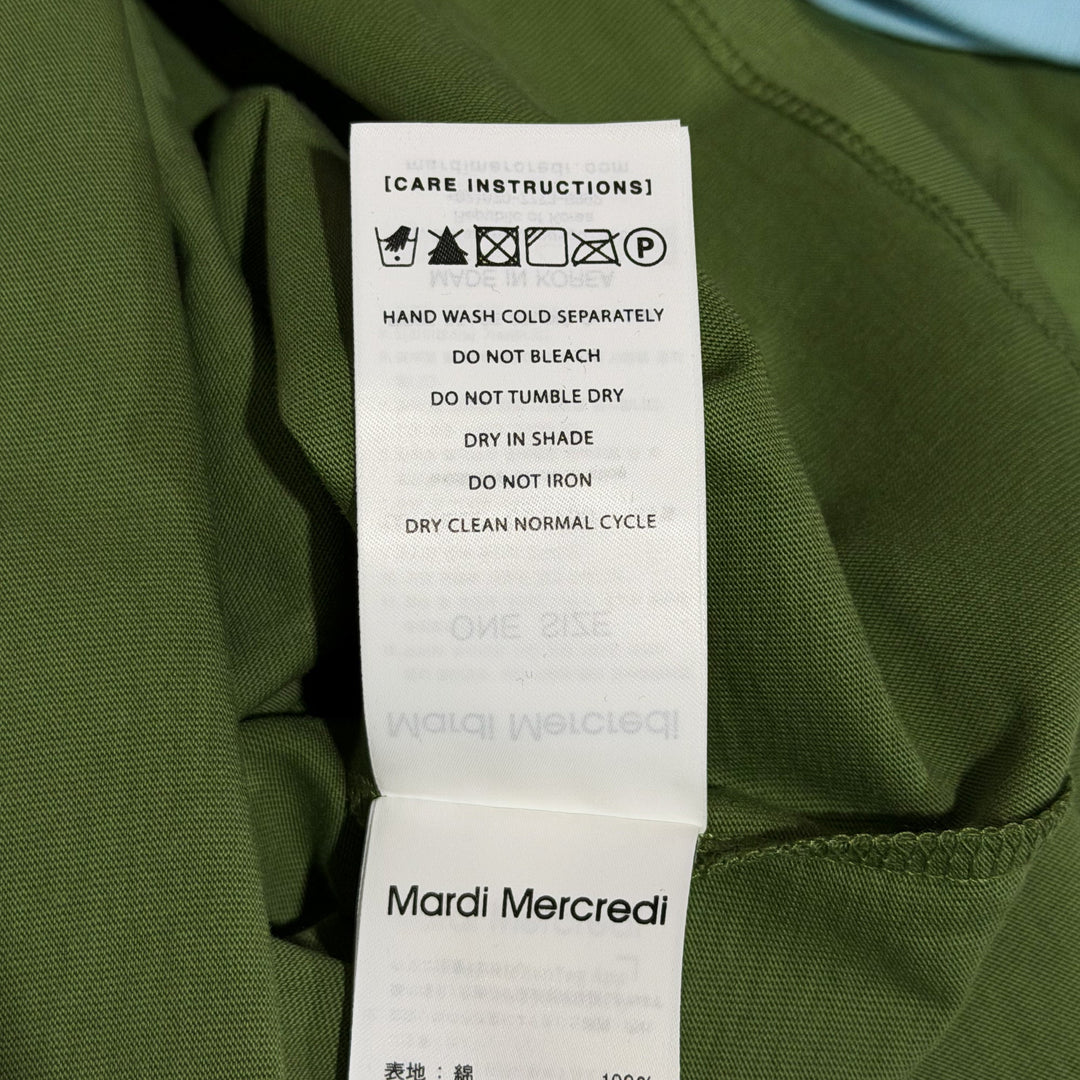 [CARE INSTRUCTIONS]
P
HAND WASH COLD SEPARATELY
DO NOT BLEACH
DO NOT TUMBLE DRY
DRY IN SHADE
DO NOT IRON
DRY CLEAN NORMAL CYCLE
Mardi Mercredi
表地 : 綿 100%